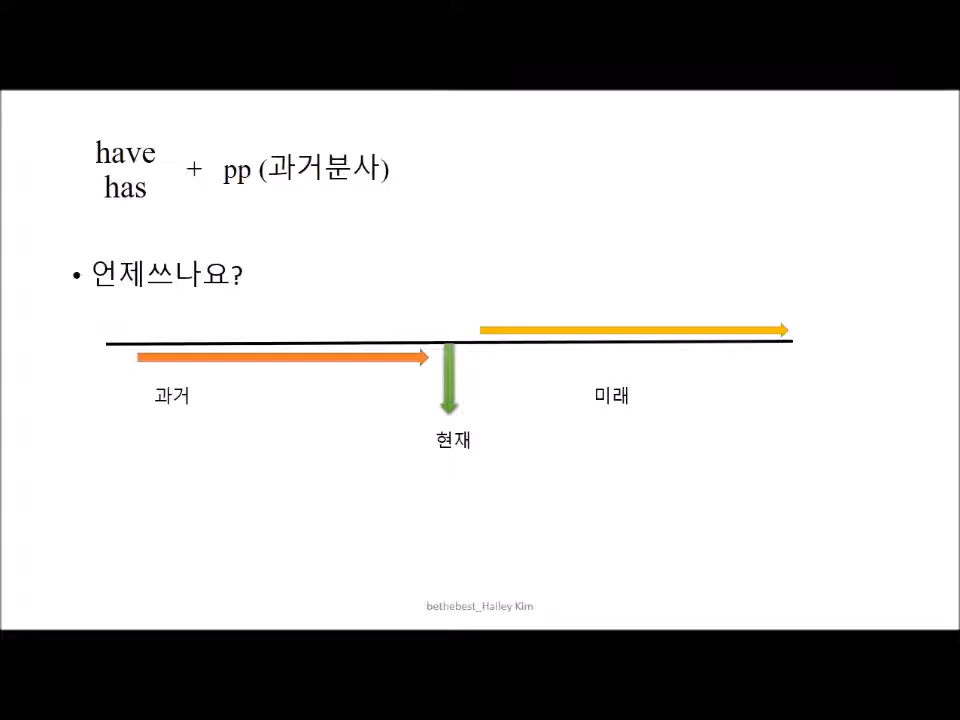 have
has + pp (과거분사)
• 언제쓰나요?
과거
미래
현재
bethebest_Hailey Kim